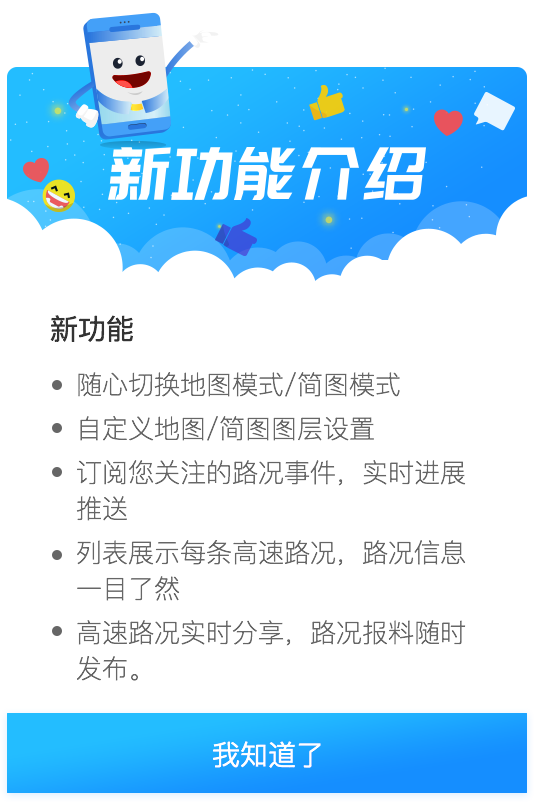 新功能介绍
新功能
随心切换地图模式/简图模式
自定义地图/简图图层设置
订阅您关注的路况事件，实时进展
推送
列表展示每条高速路况，路况信息
一目了然
高速路况实时分享，路况报料随时
发布。
我知道了